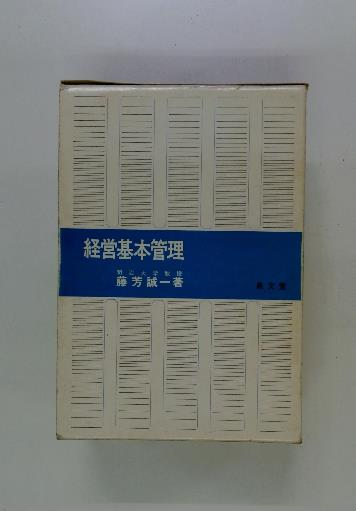 経営基本管理
明治大学教授
藤芳誠一著
泉文堂